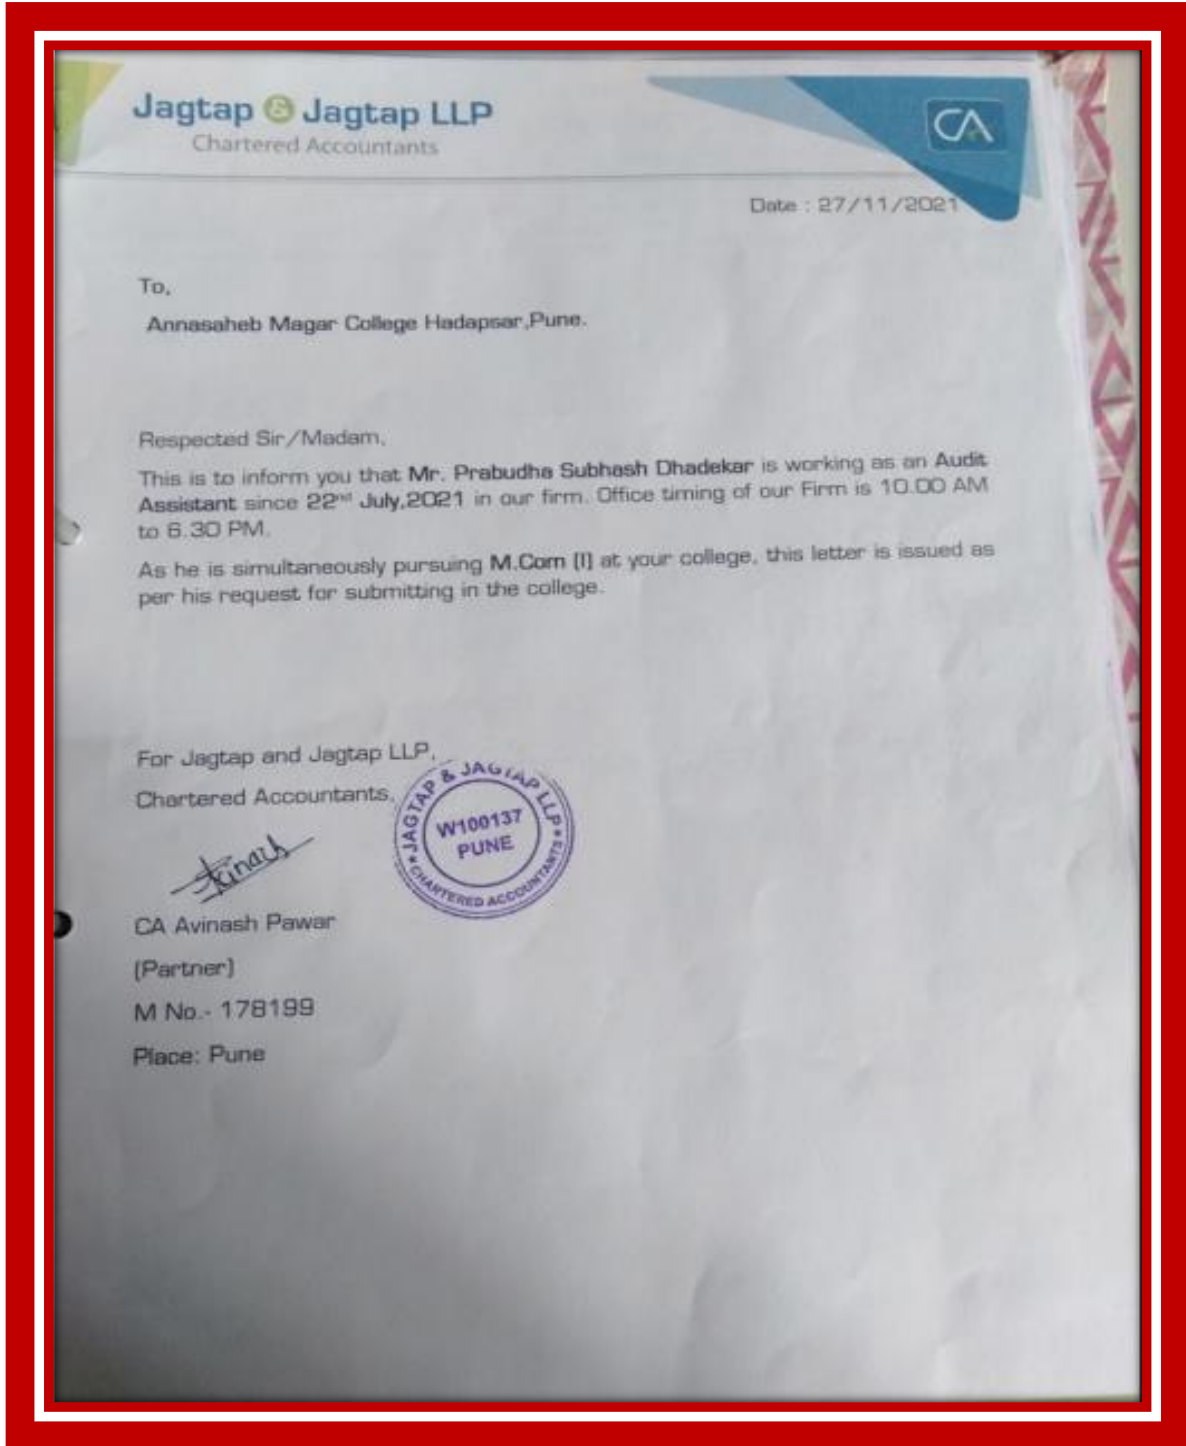 Jagtap & Jagtap LLP
Chartered Accountants
CA
Date : 27/11/2021
To,
Annasaheb Magar College Hadapsar,Pune.
Respected Sir/Madam,
This is to inform you that Mr. Prabudha Subhash Dhadekar is working as an Audit
Assistant since 22nd July,2021 in our firm. Office timing of our Firm is 10.00 AM
to 6.30 PM.
As he is simultaneously pursuing M.Com (I) at your college, this letter is issued as
per his request for submitting in the college.
For Jagtap and Jagtap LLP,
Chartered Accountants,
JAGTAP & JAGTAP LLP
W100137
PUNE
CHARTERED ACCOUNTANTS
CA Avinash Pawar
(Partner)
M No.- 178199
Place: Pune